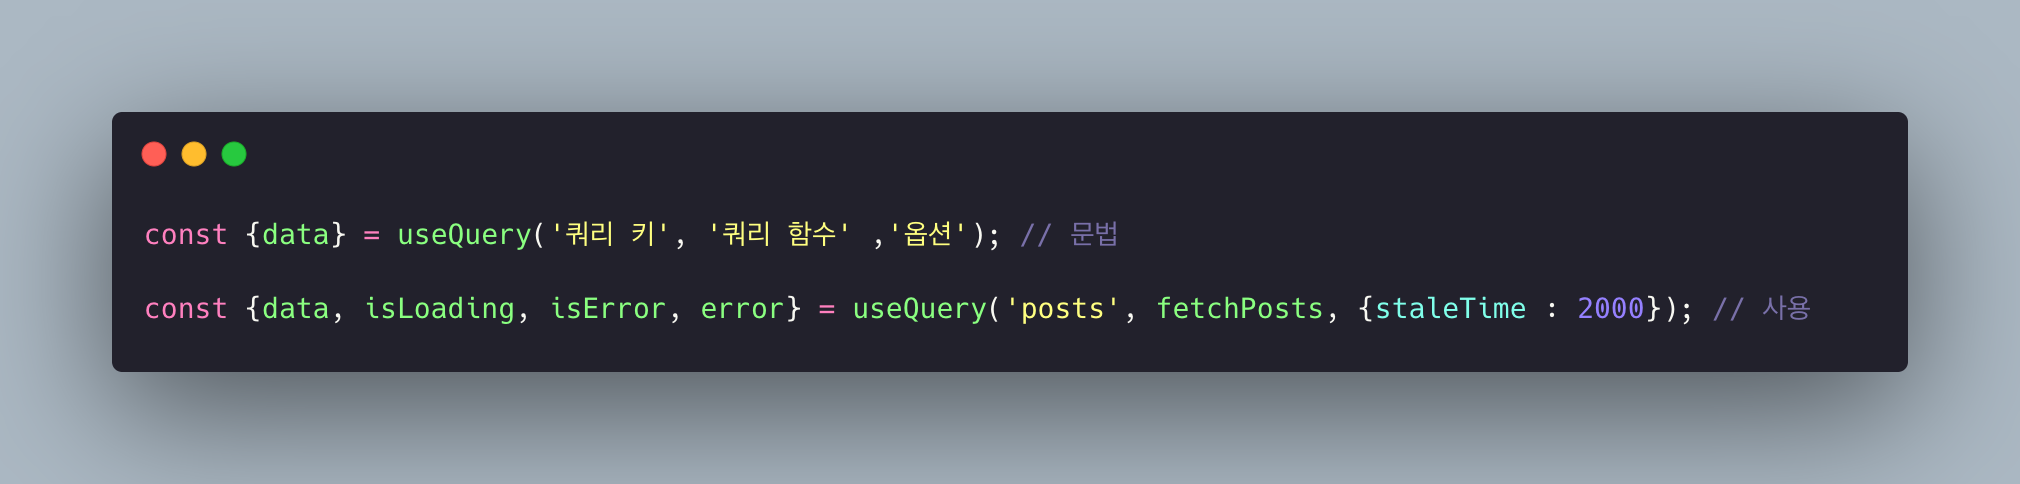 const {data} = useQuery('쿼리 키', '쿼리 함수' ,'옵션'); // 문법
const {data, isLoading, isError, error} = useQuery('posts', fetchPosts, {staleTime : 2000}); // 사용